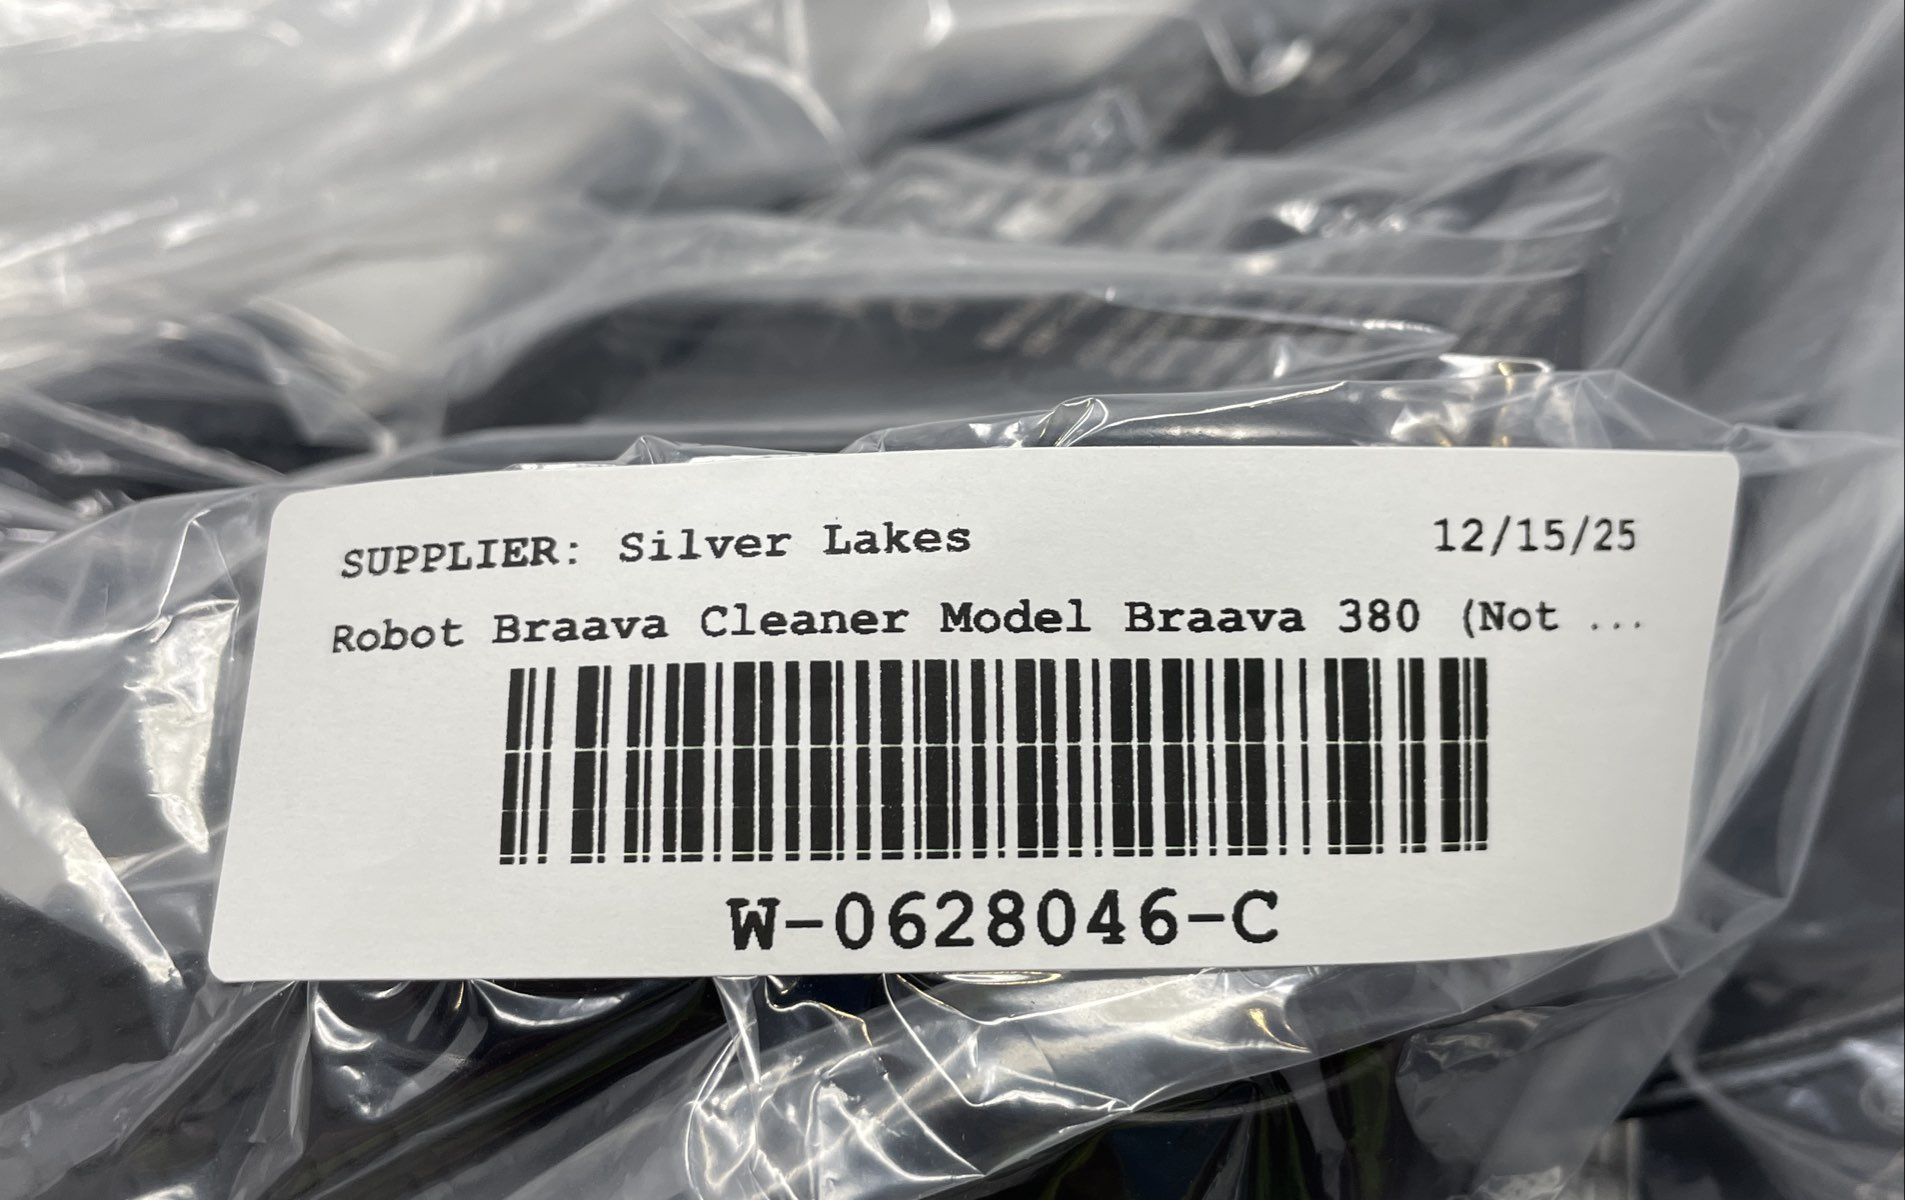 SUPPLIER: Silver Lakes 12/15/25
Robot Braava Cleaner Model Braava 380 (Not ...
W-0628046-C